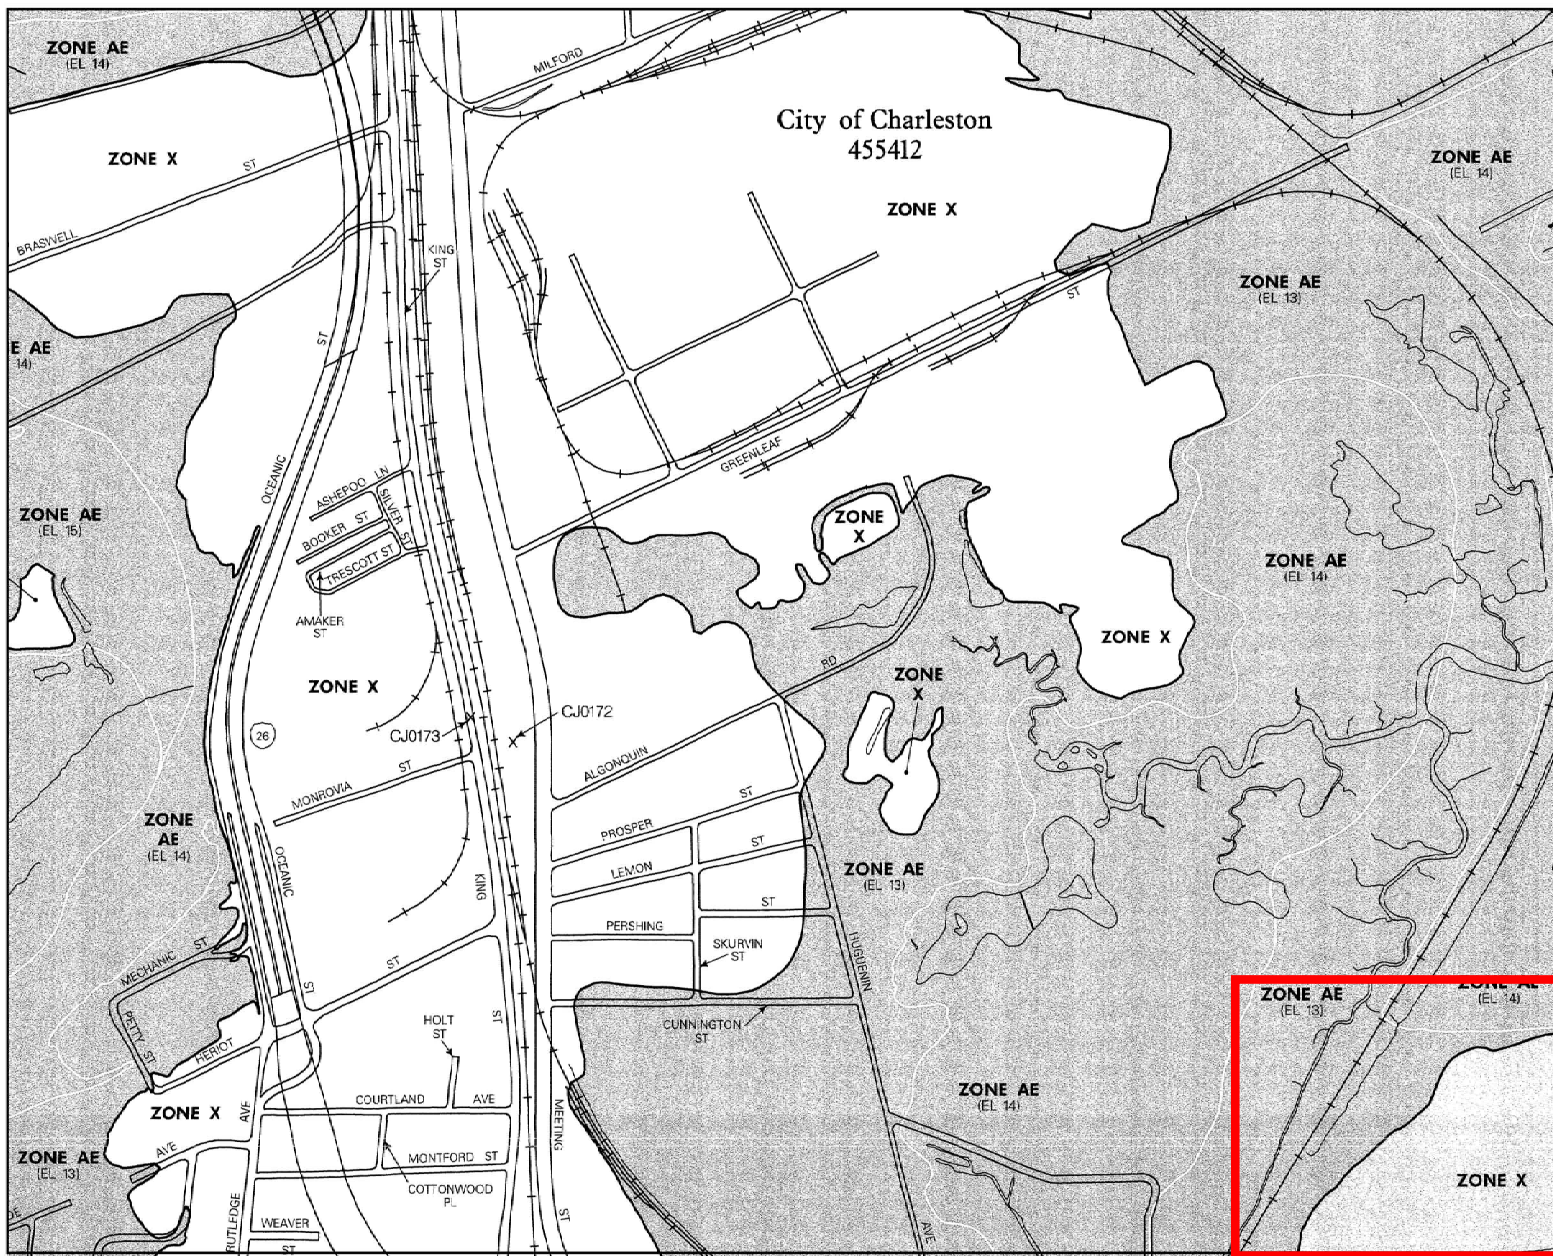 ZONE AE
(EL 14)
MILFORD
City of Charleston
455412
ZONE X
ST
ZONE AE
(EL 14)
ZONE X
BRASWELL
KING
ST
ZONE AE
(EL 13)
ST
ST
E AE
14)
GREENLEAF
OCEANIC
ASHEPOO LN
SILVER ST
BOOKER ST
TRESCOTT ST
AMAKER
ST
ZONE AE
(EL 15)
ZONE
X
ZONE AE
(EL 14)
ZONE X
RD
ZONE
X
ZONE X
CJ0172
CJ0173
26
ALGONQUIN
MONROVIA ST
PROSPER ST
ZONE
AE
(EL 14)
LEMON ST
ZONE AE
(EL 13)
OCEANIC
KING
ST
PERSHING
SKURVIN
ST
HUGUENIN
MECHANIC ST
ST
ST
ZONE AE
(EL 13)
ZONE AE
(EL 14)
PETTY ST
HERIOT
HOLT
ST
ST
CUNNINGTON
ST
ZONE X
AVE
COURTLAND AVE
MEETING
ZONE AE
(EL 14)
AVE
MONTFORD ST
ZONE AE
(EL 13)
COTTONWOOD
PL
ZONE X
RUTLEDGE
WEAVER
ST
ST
AVE